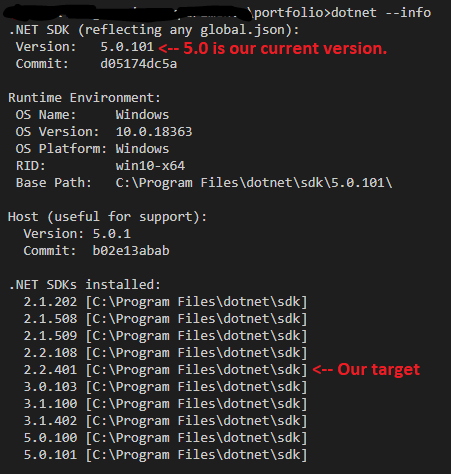 \portfolio>dotnet --info
.NET SDK (reflecting any global.json):
Version: 5.0.101 <-- 5.0 is our current version.
Commit: d05174dc5a
Runtime Environment:
OS Name: Windows
OS Version: 10.0.18363
OS Platform: Windows
RID: win10-x64
Base Path: C:\Program Files\dotnet\sdk\5.0.101\
Host (useful for support):
Version: 5.0.1
Commit: b02e13abab
.NET SDKs installed:
2.1.202 [C:\Program Files\dotnet\sdk]
2.1.508 [C:\Program Files\dotnet\sdk]
2.1.509 [C:\Program Files\dotnet\sdk]
2.2.108 [C:\Program Files\dotnet\sdk]
2.2.401 [C:\Program Files\dotnet\sdk] <-- Our target
3.0.103 [C:\Program Files\dotnet\sdk]
3.1.100 [C:\Program Files\dotnet\sdk]
3.1.402 [C:\Program Files\dotnet\sdk]
5.0.100 [C:\Program Files\dotnet\sdk]
5.0.101 [C:\Program Files\dotnet\sdk]